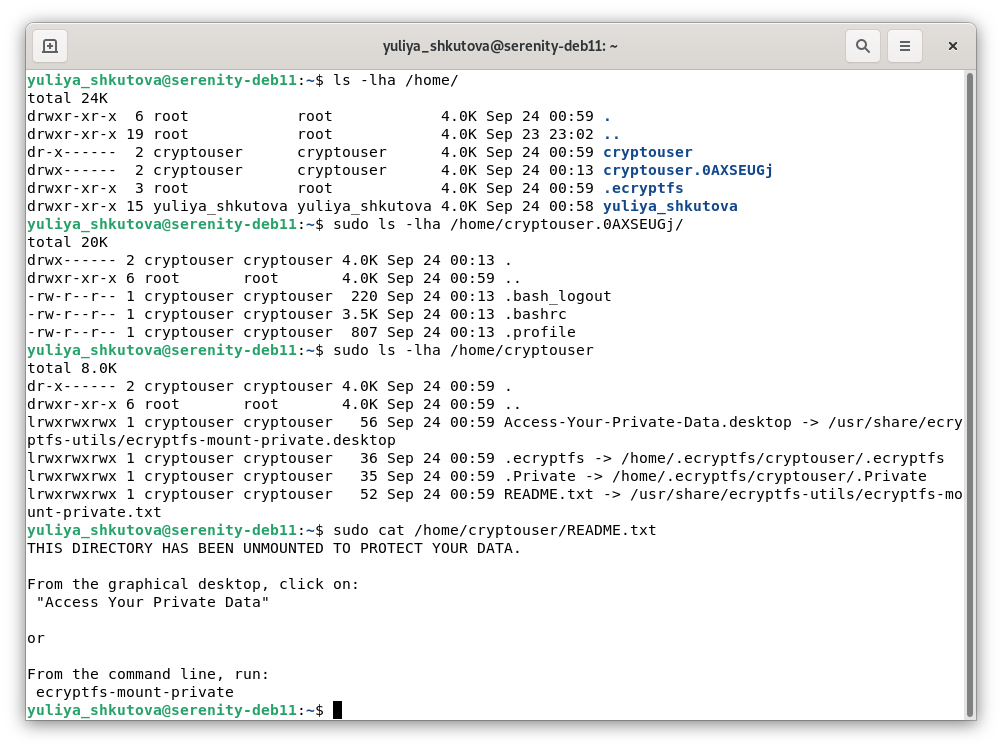 yuliya_shkutova@serenity-deb11: ~
yuliya_shkutova@serenity-deb11:~$ ls -lha /home/
total 24K
drwxr-xr-x  6 root            root            4.0K Sep 24 00:59 .
drwxr-xr-x 19 root            root            4.0K Sep 23 23:02 ..
dr-x------  2 cryptouser      cryptouser      4.0K Sep 24 00:59 cryptouser
drwx------  2 cryptouser      cryptouser      4.0K Sep 24 00:13 cryptouser.0AXSEUGj
drwxr-xr-x  3 root            root            4.0K Sep 24 00:59 .ecryptfs
drwxr-xr-x 15 yuliya_shkutova yuliya_shkutova 4.0K Sep 24 00:58 yuliya_shkutova
yuliya_shkutova@serenity-deb11:~$ sudo ls -lha /home/cryptouser.0AXSEUGj/
total 20K
drwx------ 2 cryptouser cryptouser 4.0K Sep 24 00:13 .
drwxr-xr-x 6 root       root       4.0K Sep 24 00:59 ..
-rw-r--r-- 1 cryptouser cryptouser  220 Sep 24 00:13 .bash_logout
-rw-r--r-- 1 cryptouser cryptouser 3.5K Sep 24 00:13 .bashrc
-rw-r--r-- 1 cryptouser cryptouser  807 Sep 24 00:13 .profile
yuliya_shkutova@serenity-deb11:~$ sudo ls -lha /home/cryptouser
total 8.0K
dr-x------ 2 cryptouser cryptouser 4.0K Sep 24 00:59 .
drwxr-xr-x 6 root       root       4.0K Sep 24 00:59 ..
lrwxrwxrwx 1 cryptouser cryptouser   56 Sep 24 00:59 Access-Your-Private-Data.desktop -> /usr/share/ecry
ptfs-utils/ecryptfs-mount-private.desktop
lrwxrwxrwx 1 cryptouser cryptouser   36 Sep 24 00:59 .ecryptfs -> /home/.ecryptfs/cryptouser/.ecryptfs
lrwxrwxrwx 1 cryptouser cryptouser   35 Sep 24 00:59 .Private -> /home/.ecryptfs/cryptouser/.Private
lrwxrwxrwx 1 cryptouser cryptouser   52 Sep 24 00:59 README.txt -> /usr/share/ecryptfs-utils/ecryptfs-mo
unt-private.txt
yuliya_shkutova@serenity-deb11:~$ sudo cat /home/cryptouser/README.txt
THIS DIRECTORY HAS BEEN UNMOUNTED TO PROTECT YOUR DATA.
From the graphical desktop, click on:
 "Access Your Private Data"
or
From the command line, run:
 ecryptfs-mount-private
yuliya_shkutova@serenity-deb11:~$